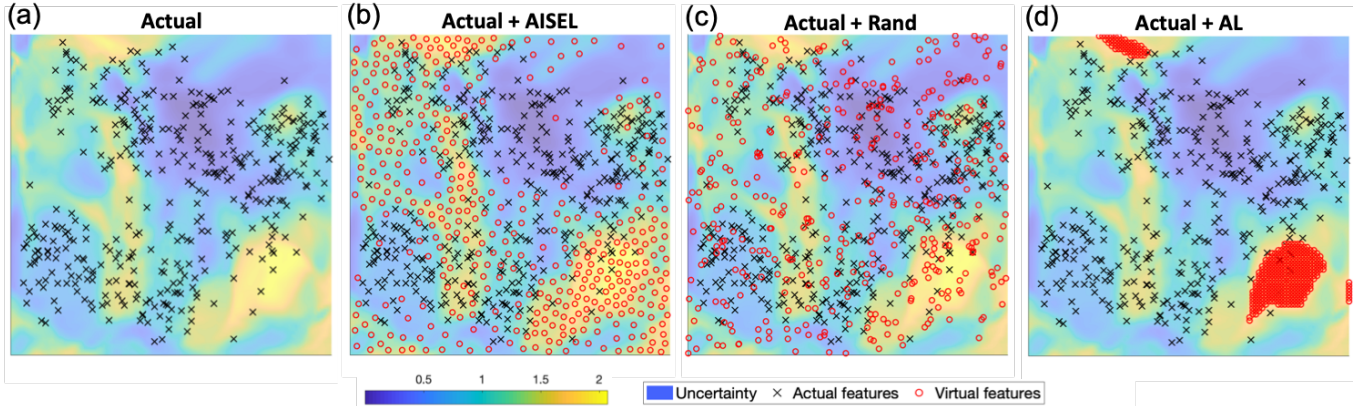 (a) Actual
(b) Actual + AISEL
(c) Actual + Rand
(d) Actual + AL
0.5 1 1.5 2
Uncertainty × Actual features ○ Virtual features